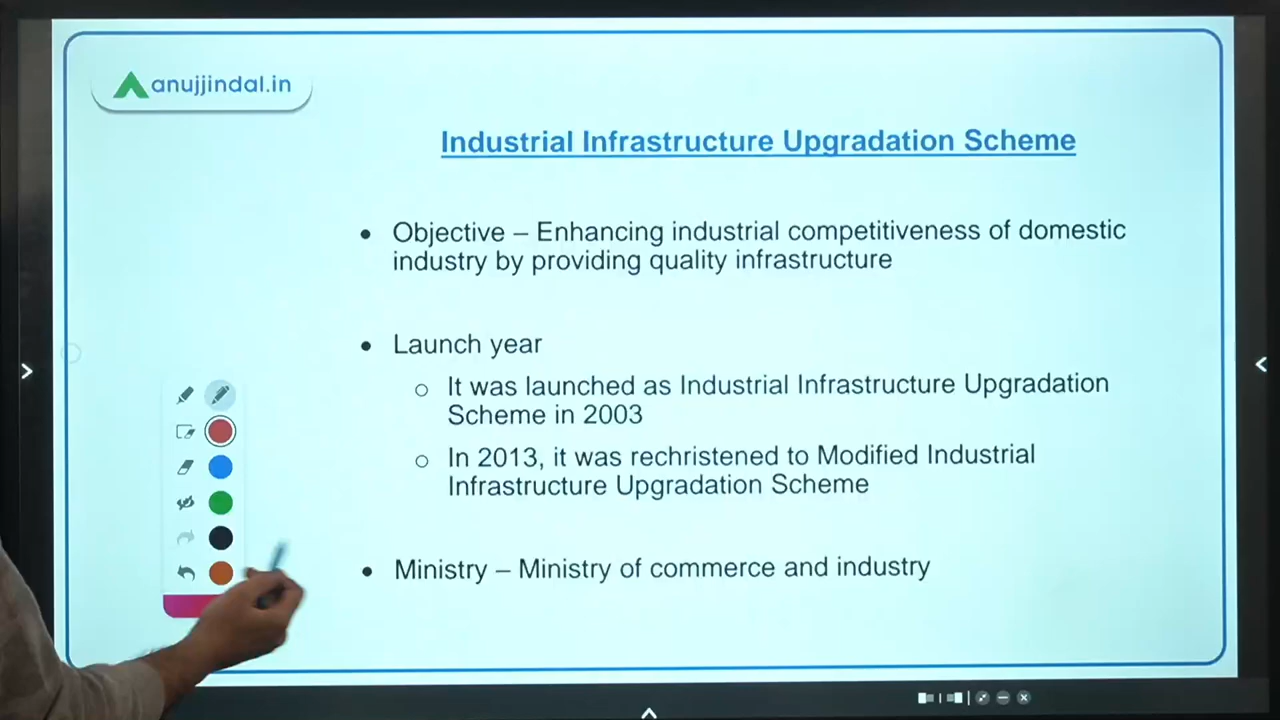 anujjindal.in
Industrial Infrastructure Upgradation Scheme
• Objective – Enhancing industrial competitiveness of domestic
industry by providing quality infrastructure
• Launch year
○ It was launched as Industrial Infrastructure Upgradation
Scheme in 2003
○ In 2013, it was rechristened to Modified Industrial
Infrastructure Upgradation Scheme
• Ministry – Ministry of commerce and industry